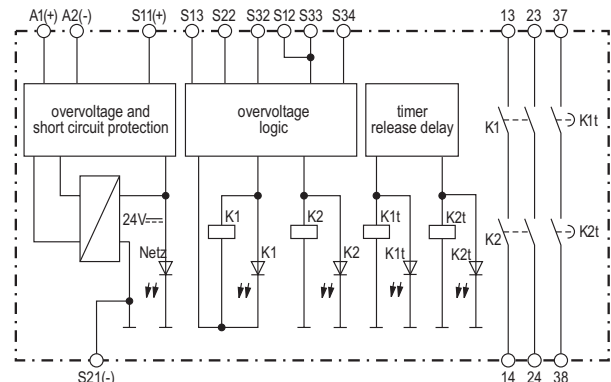 A1(+) A2(-) S11(+) S13 S22 S32 S12 S33 S34 13 23 37
overvoltage and
short circuit protection
overvoltage
logic
timer
release delay
K1 K1t
24V
K1 K2 K1t K2t
K2 K2t
Netz K1 K2 K1t K2t
S21(-) 14 24 38